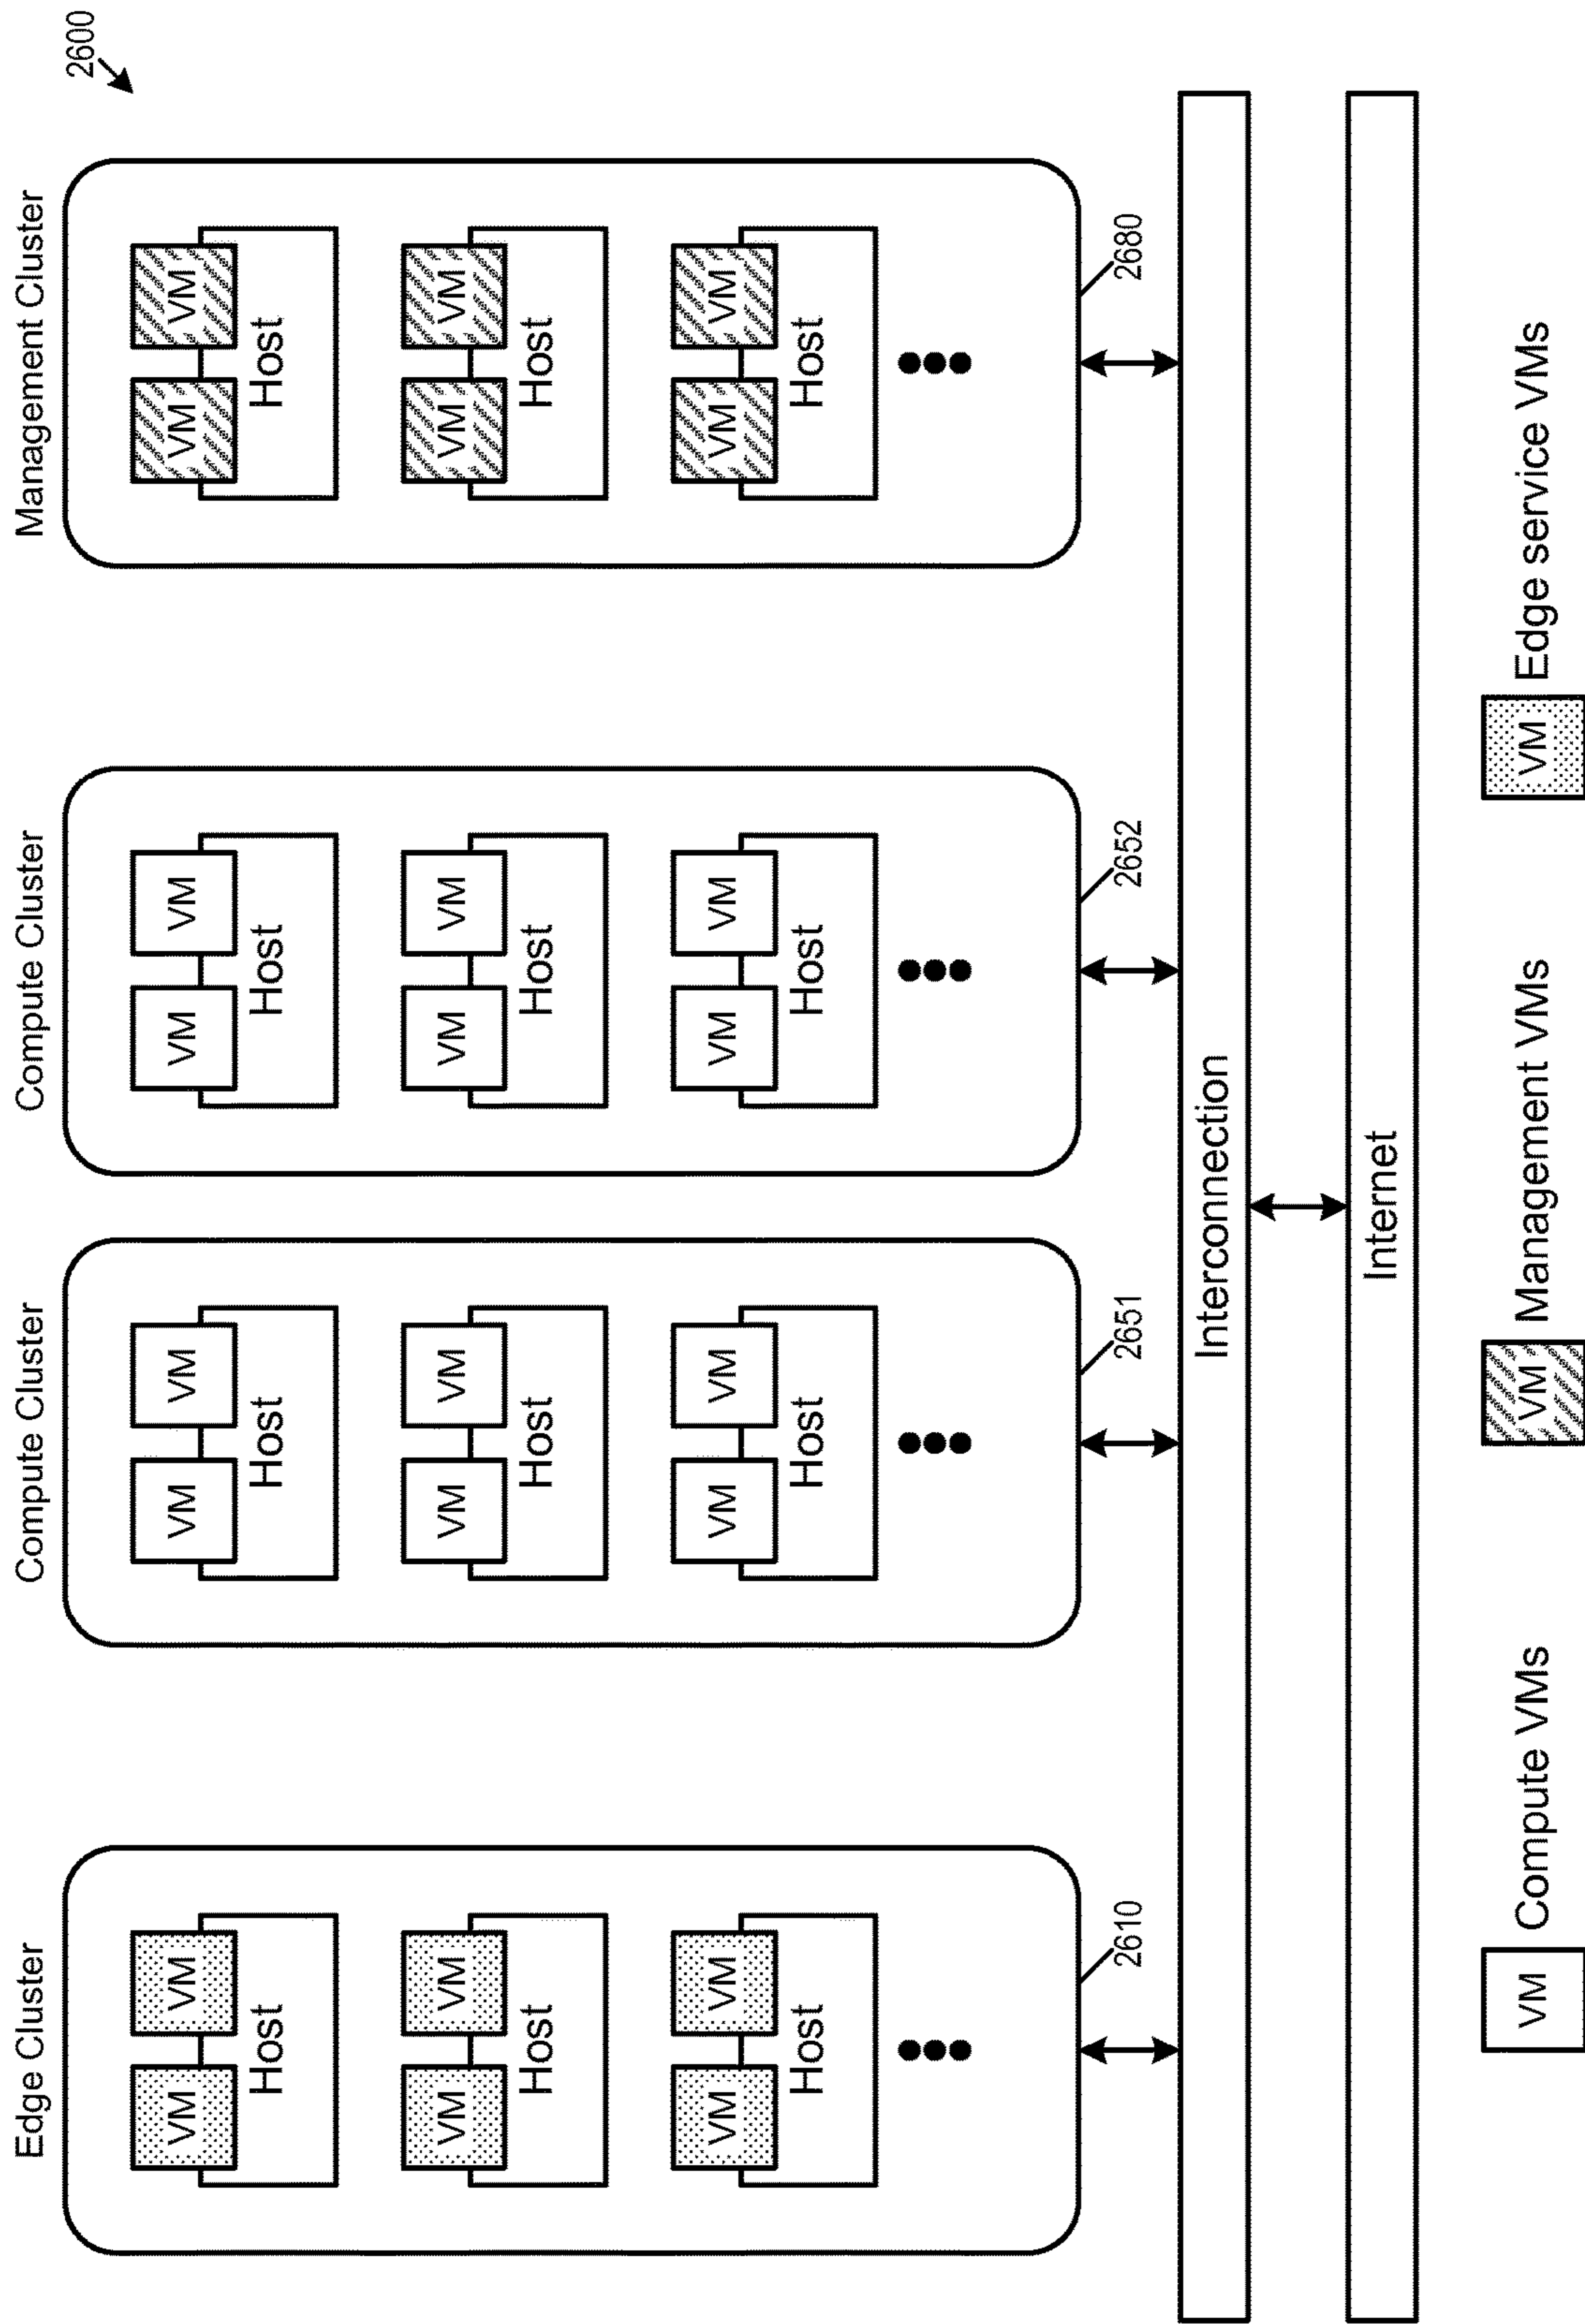 2600
Edge Cluster
Compute Cluster
Compute Cluster
Management Cluster
VM VM VM VM VM VM VM VM
Host Host Host Host
VM VM VM VM VM VM VM VM
Host Host Host Host
VM VM VM VM VM VM VM VM
Host Host Host Host
2610
2651
2652
2680
Interconnection
Internet
VM Compute VMs
VM Management VMs
VM Edge service VMs